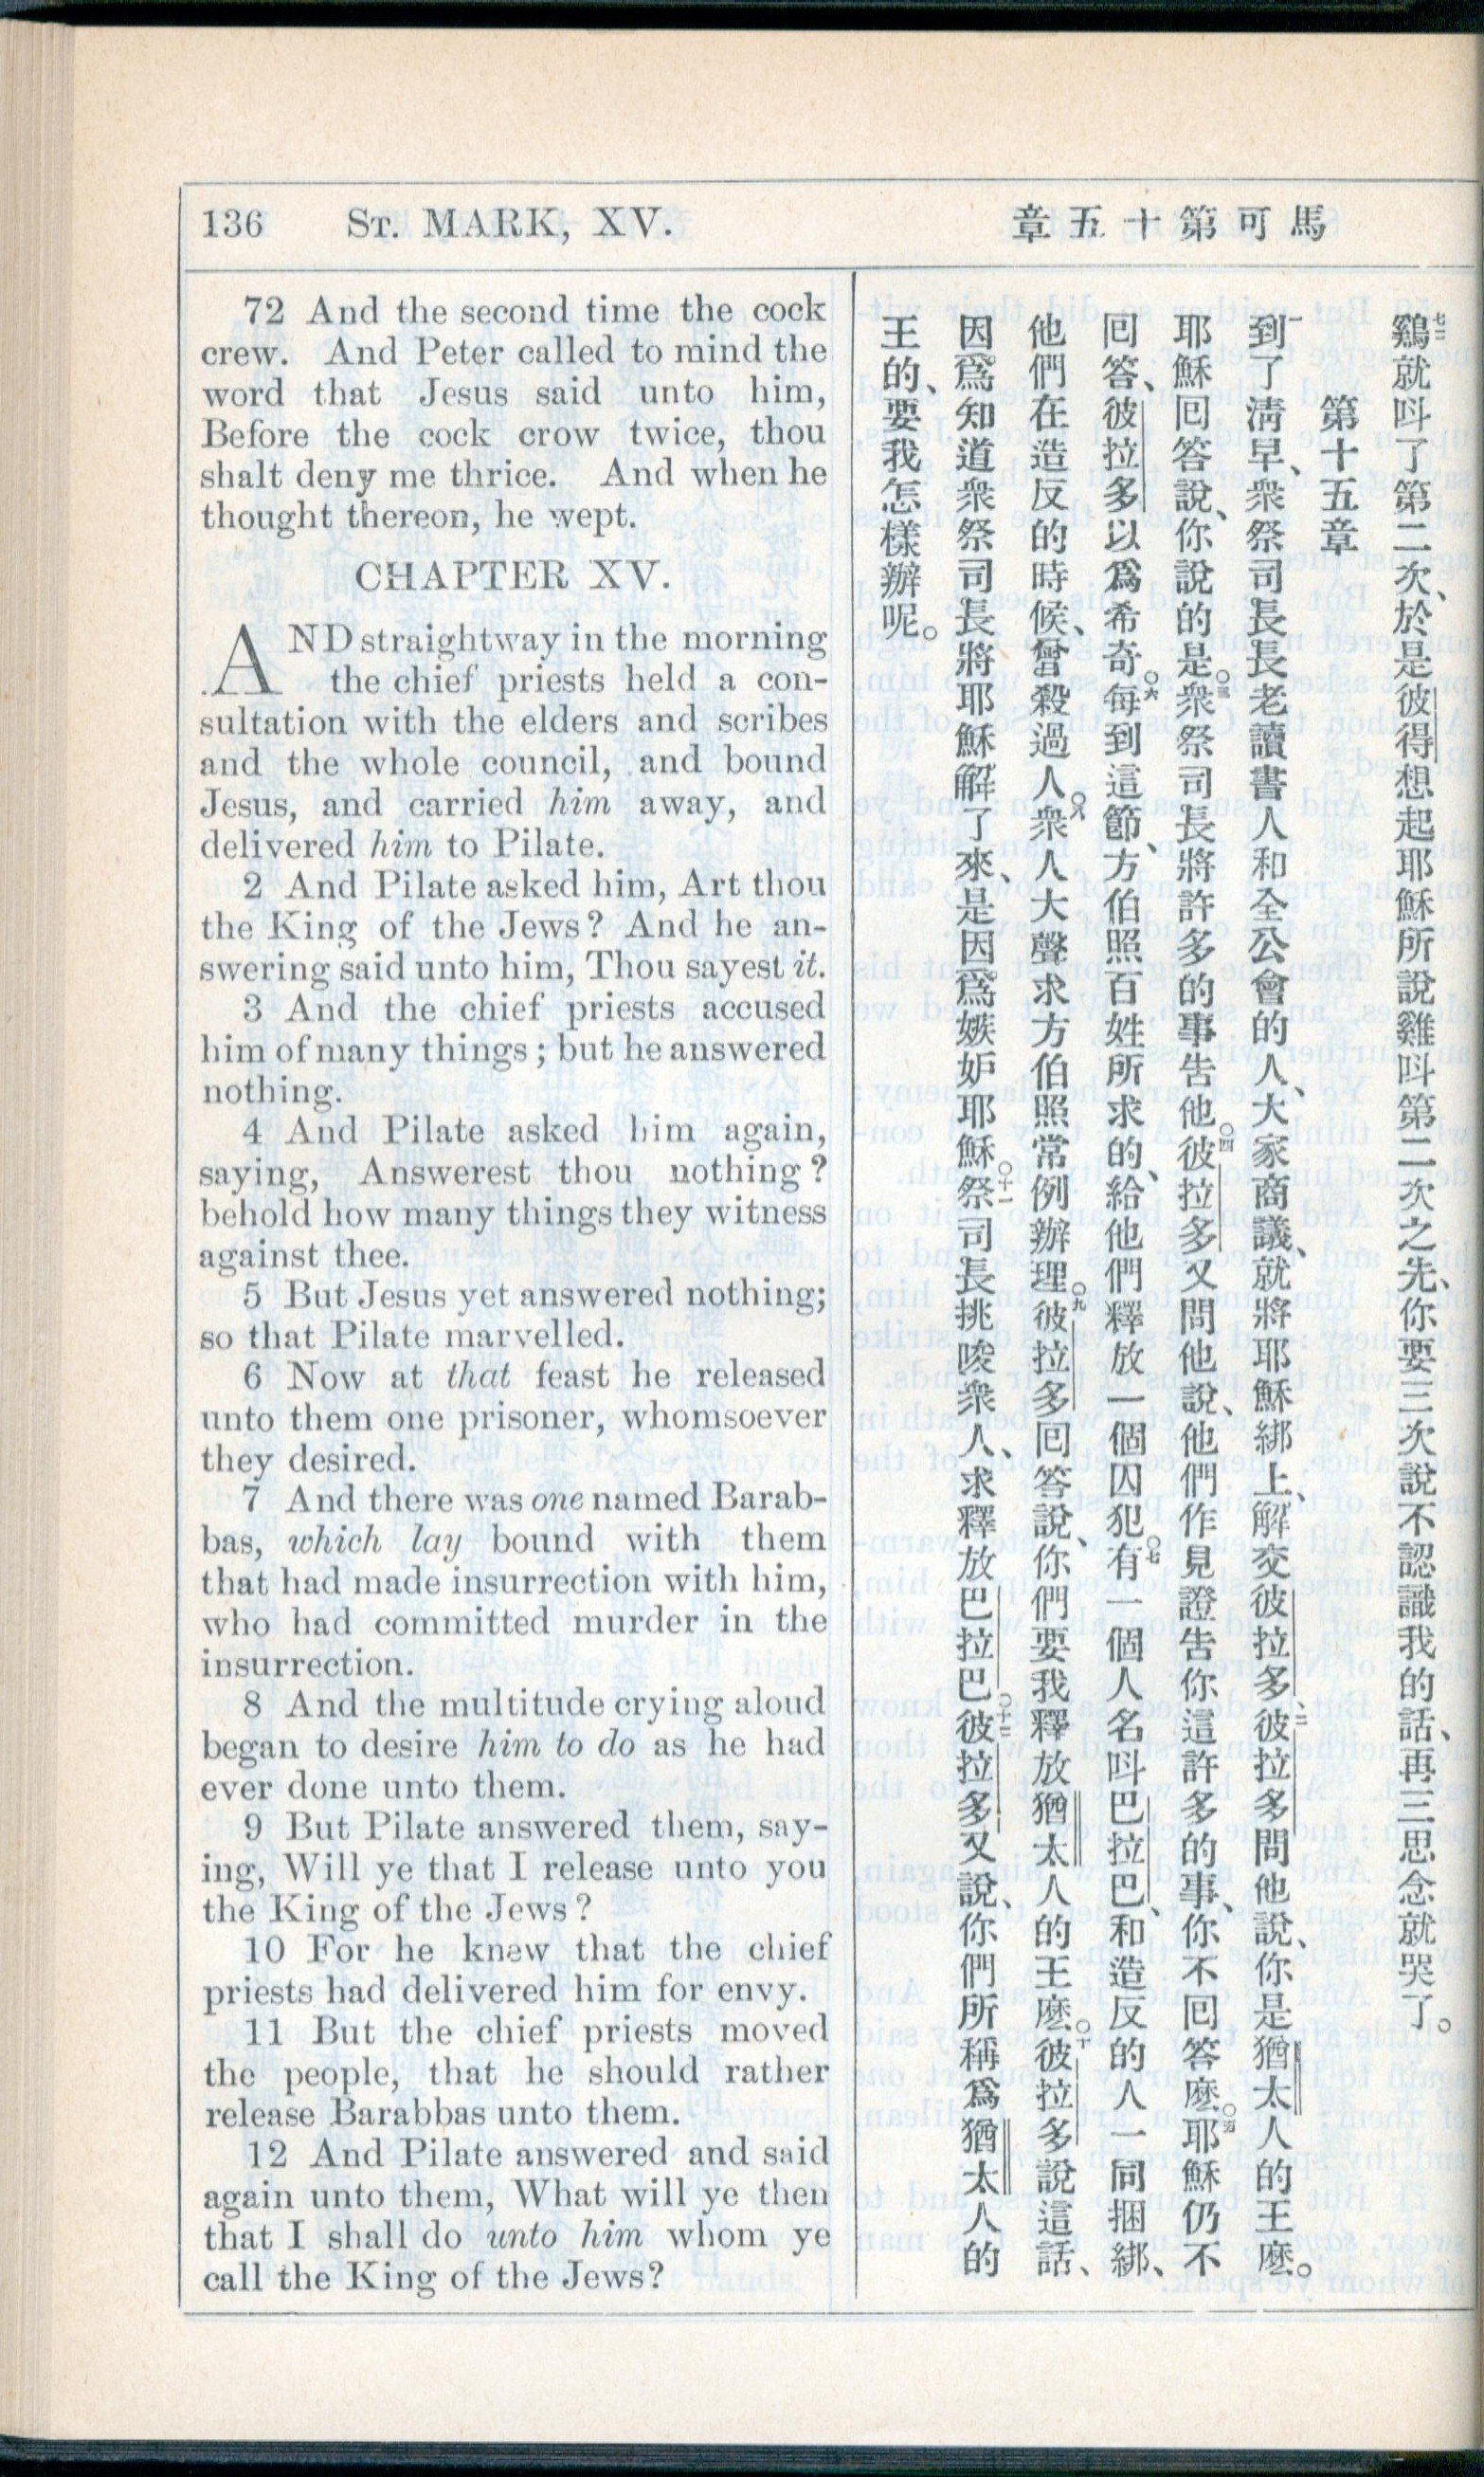 136 ST. MARK, XV.
章五十第可馬
72 And the second time the cock
crew. And Peter called to mind the
word that Jesus said unto him,
Before the cock crow twice, thou
shalt deny me thrice. And when he
thought thereon, he wept.
CHAPTER XV.
AND straightway in the morning
the chief priests held a con-
sultation with the elders and scribes
and the whole council, and bound
Jesus, and carried him away, and
delivered him to Pilate.
2 And Pilate asked him, Art thou
the King of the Jews? And he an-
swering said unto him, Thou sayest it.
3 And the chief priests accused
him of many things; but he answered
nothing.
4 And Pilate asked him again,
saying, Answerest thou nothing?
behold how many things they witness
against thee.
5 But Jesus yet answered nothing;
so that Pilate marvelled.
6 Now at that feast he released
unto them one prisoner, whomsoever
they desired.
7 And there was one named Barab-
bas, which lay bound with them
that had made insurrection with him,
who had committed murder in the
insurrection.
8 And the multitude crying aloud
began to desire him to do as he had
ever done unto them.
9 But Pilate answered them, say-
ing, Will ye that I release unto you
the King of the Jews?
10 For he knew that the chief
priests had delivered him for envy.
11 But the chief priests moved
the people, that he should rather
release Barabbas unto them.
12 And Pilate answered and said
again unto them, What will ye then
that I shall do unto him whom ye
call the King of the Jews?
七二鷄就呌了第二次、於是彼得想起耶穌所說雞呌第二次之先、你要三次說不認識我的話、再三思念就哭了。
第十五章
一到了淸早、衆祭司長長老讀書人和全公會的人、大家商議、就將耶穌綁上、解交彼拉多、二彼拉多問他說、你是猶太人的王麽。
耶穌回答說、你說的是○三衆祭司長將許多的事告他○四彼拉多又問他說、他們作見證告你這許多的事、你不回答麽○五耶穌仍不
回答、彼拉多以爲希奇○六每到這節、方伯照百姓所求的、給他們釋放一個囚犯○七有一個人名呌巴拉巴、和造反的人一同捆綁、
他們在造反的時候、曾殺過人○八衆人大聲求方伯照常例辦理○九彼拉多回答說、你們要我釋放猶太人的王麽○十彼拉多說這話、
因爲知道衆祭司長將耶穌解了來、是因爲嫉妒耶穌○十一祭司長挑唆衆人、求釋放巴拉巴○十二彼拉多又說、你們所稱爲猶太人的
王的、要我怎樣辦呢。